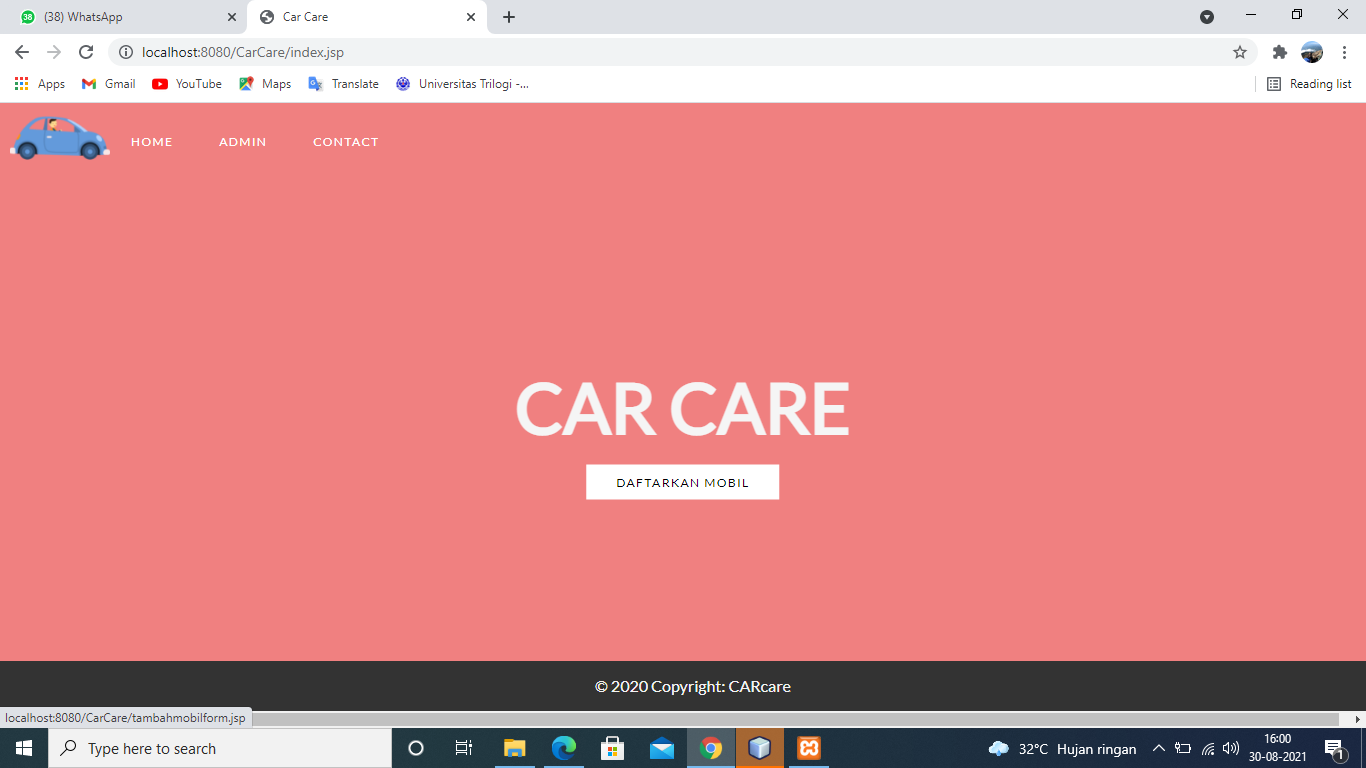 38
(38) WhatsApp
Car Care
localhost:8080/CarCare/index.jsp
Apps
Gmail
YouTube
Maps
Translate
Universitas Trilogi -...
Reading list
HOME
ADMIN
CONTACT
CAR CARE
DAFTARKAN MOBIL
© 2020 Copyright: CARcare
localhost:8080/CarCare/tambahmobilform.jsp
Type here to search
32°C Hujan ringan
16:00
30-08-2021
1